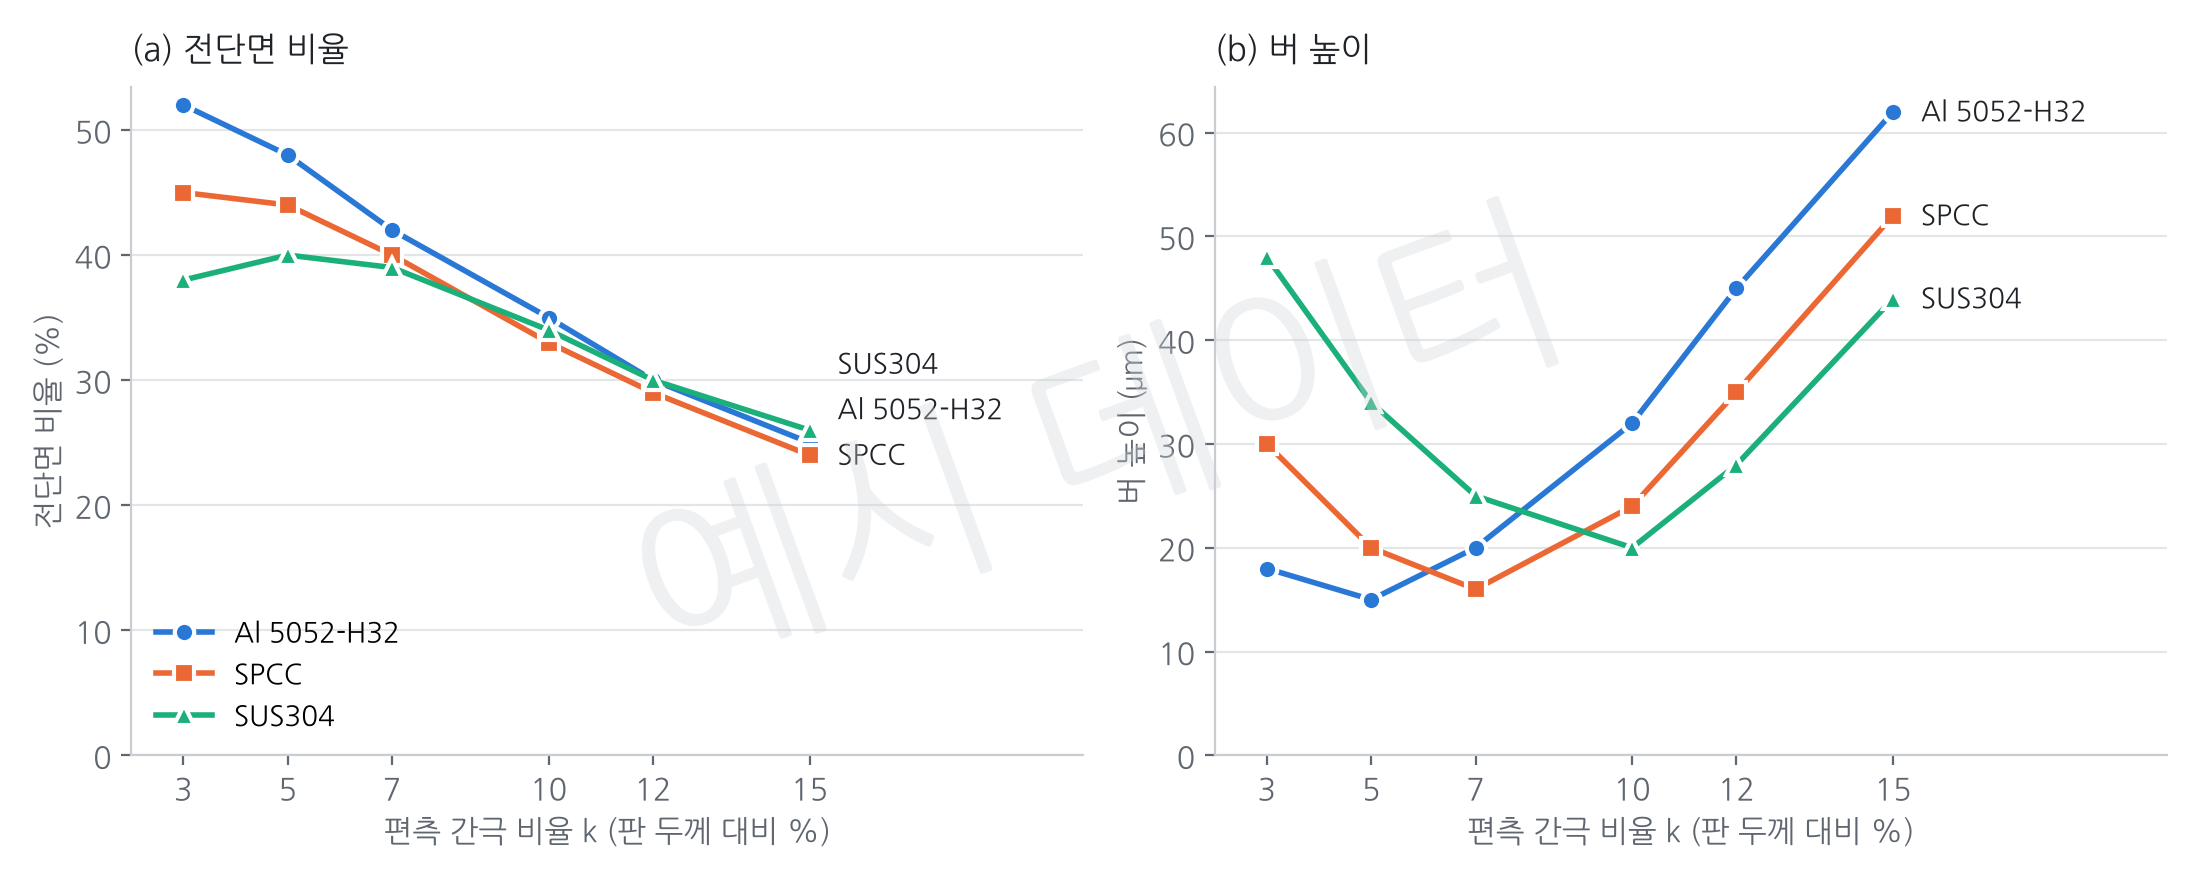 (a) 전단면 비율
전단면 비율 (%)
50
40
30
20
10
0
3 5 7 10 12 15
편측 간극 비율 k (판 두께 대비 %)
SUS304
Al 5052-H32
SPCC
Al 5052-H32
SPCC
SUS304
(b) 버 높이
버 높이 (μm)
60
50
40
30
20
10
0
3 5 7 10 12 15
편측 간극 비율 k (판 두께 대비 %)
Al 5052-H32
SPCC
SUS304
예시 데이터